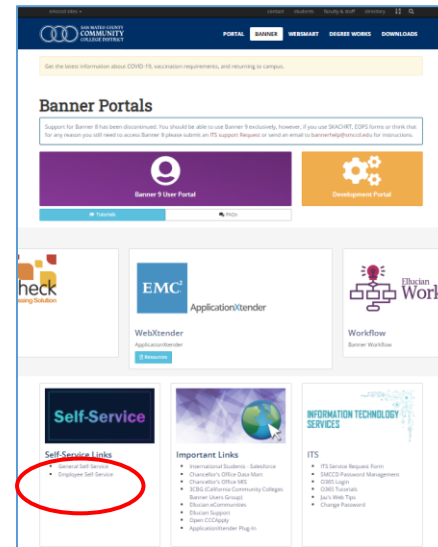 contact students faculty & staff directory
SAN MATEO COUNTY
COMMUNITY
COLLEGE DISTRICT
PORTAL BANNER WEBSMART DEGREE WORKS DOWNLOADS
Get the latest information about COVID-19, vaccination requirements, and returning to campus.
Banner Portals
Support for Banner 8 has been discontinued. You should be able to use Banner 9 exclusively, however, if you use SKACHRT, EOPS forms or think that
for any reason you still need to access Banner 8 please submit an ITS support Request or send an email to bannerhelp@smccd.edu for instructions.
Banner 9 User Portal
Development Portal
Tutorials
FAQs
heck
EMC²
ApplicationXtender
Ellucian
Work
WebXtender
ApplicationXtender
Resources
Workflow
Banner Workflow
Self-Service
INFORMATION TECHNOLOGY
SERVICES
Self-Service Links
General Self-Service
Employee Self-Service
Important Links
International Students - Salesforce
Chancellor's Office Data Mart
Chancellor's Office MIS
3CBG (California Community Colleges
Banner Users Group)
Ellucian eCommunities
Ellucian Support
Open CCCApply
ApplicationXtender Plug-In
ITS
ITS Service Request Form
SMCCD Password Management
O365 Login
O365 Tutorials
Jaz's Web Tips
Change Password